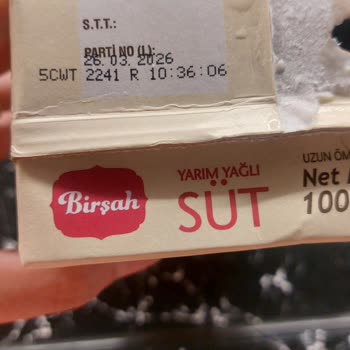 S.T.T.:
PARTİ NO (L):
26.03.2026
5CWT 2241 R 10:36:06
Birşah
YARIM YAĞLI
SÜT
UZUN ÖM
Net
100